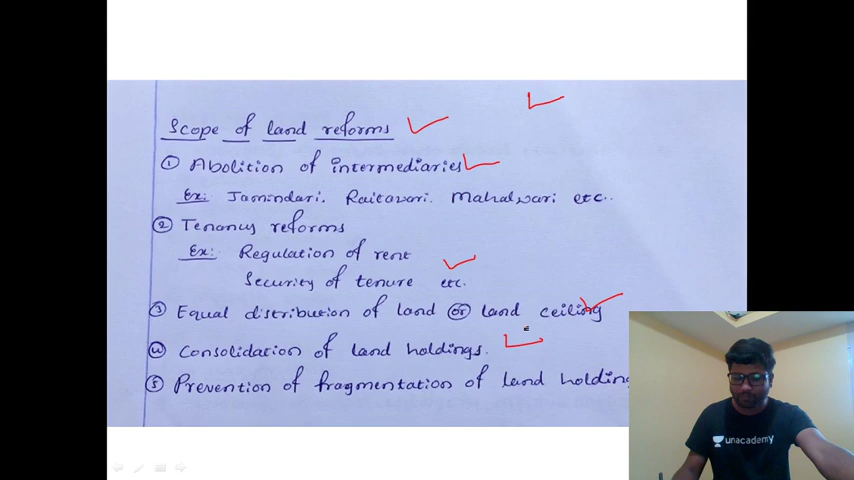 Scope of land reforms
① Abolition of intermediaries
Ex: Jamindari. Raitavari. Mahalwari etc..
② Tenancy reforms
Ex: Regulation of rent
Security of tenure etc.
③ Equal distribution of land (or) land ceiling
④ Consolidation of land holdings.
⑤ Prevention of fragmentation of land holding
unacademy